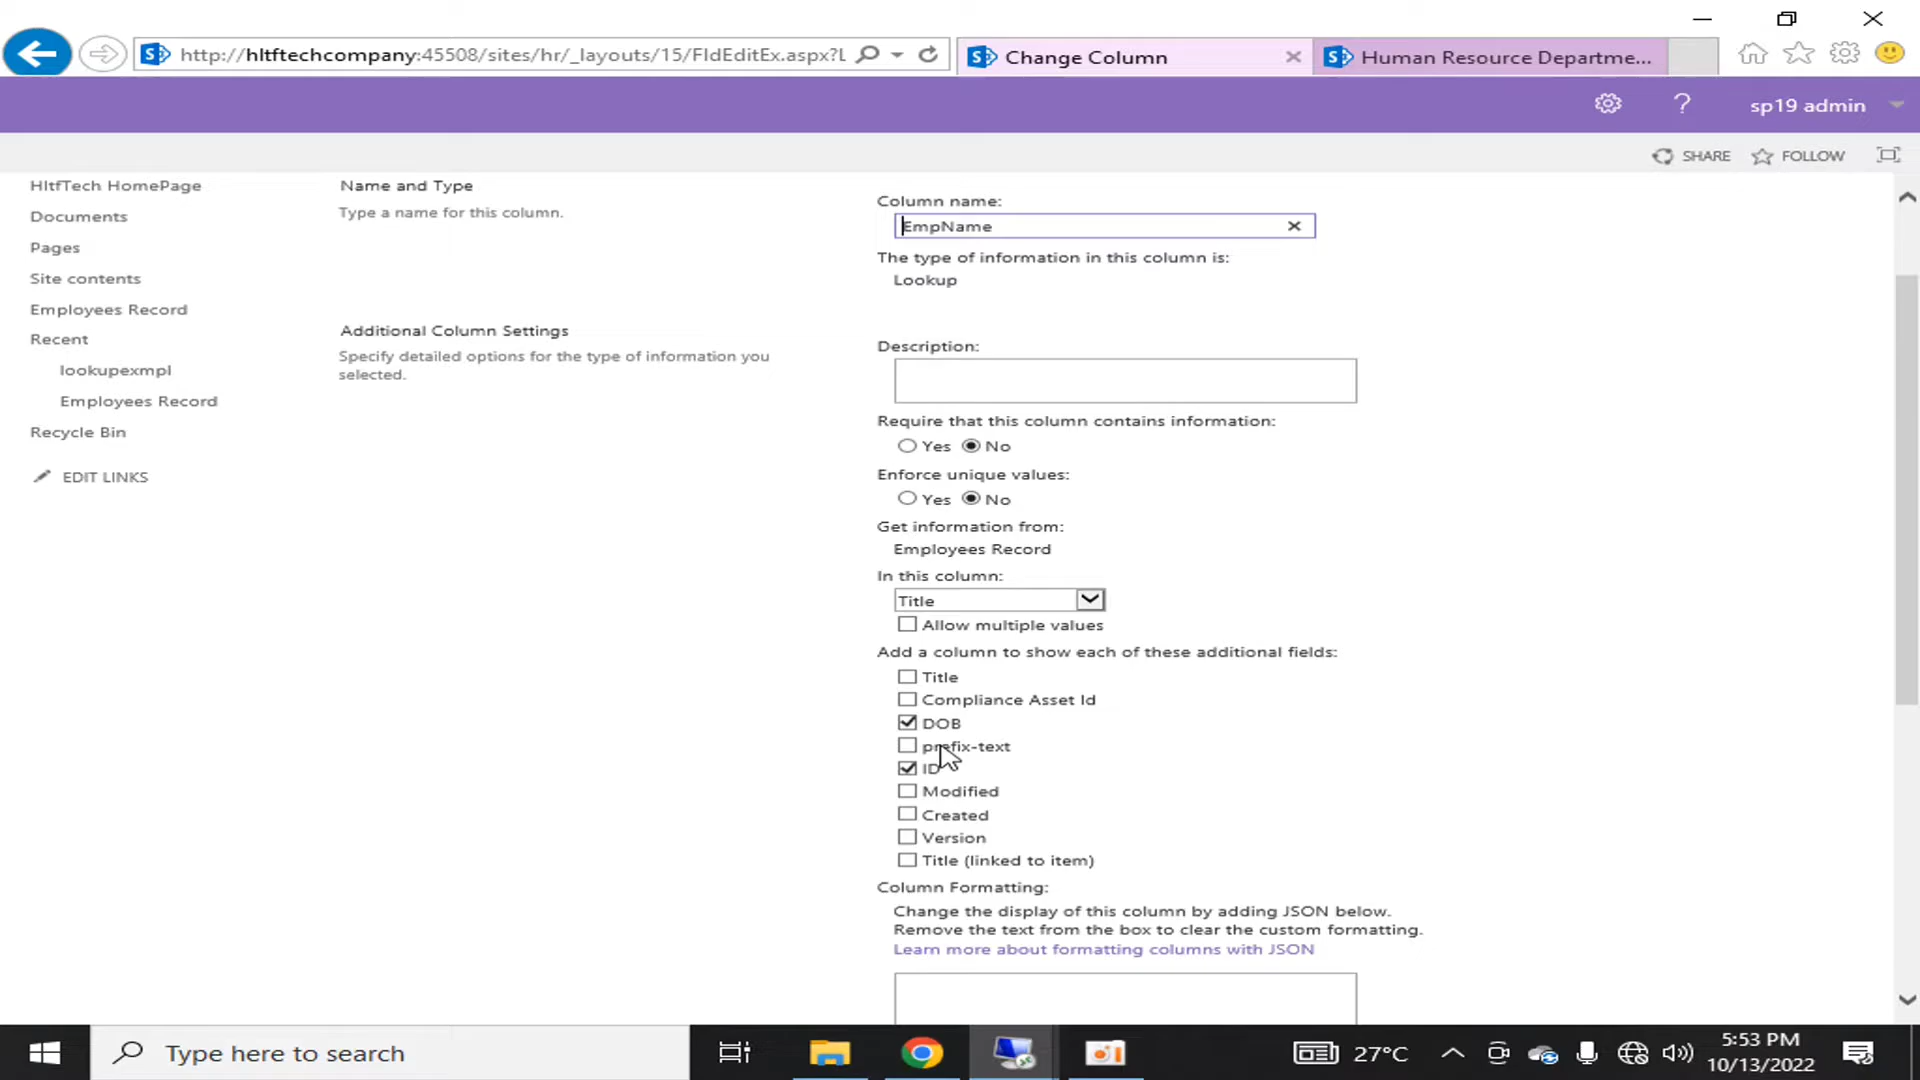 http://hltftechcompany:45508/sites/hr/_layouts/15/FldEditEx.aspx?L
Change Column
Human Resource Departme...
sp19 admin
SHARE
FOLLOW
HltfTech HomePage
Documents
Pages
Site contents
Employees Record
Recent
lookupexmpl
Employees Record
Recycle Bin
EDIT LINKS
Name and Type
Type a name for this column.
Additional Column Settings
Specify detailed options for the type of information you
selected.
Column name:
EmpName
The type of information in this column is:
Lookup
Description:
Require that this column contains information:
Yes No
Enforce unique values:
Yes No
Get information from:
Employees Record
In this column:
Title
Allow multiple values
Add a column to show each of these additional fields:
Title
Compliance Asset Id
DOB
prefix-text
ID
Modified
Created
Version
Title (linked to item)
Column Formatting:
Change the display of this column by adding JSON below.
Remove the text from the box to clear the custom formatting.
Learn more about formatting columns with JSON
Type here to search
27°C
5:53 PM
10/13/2022